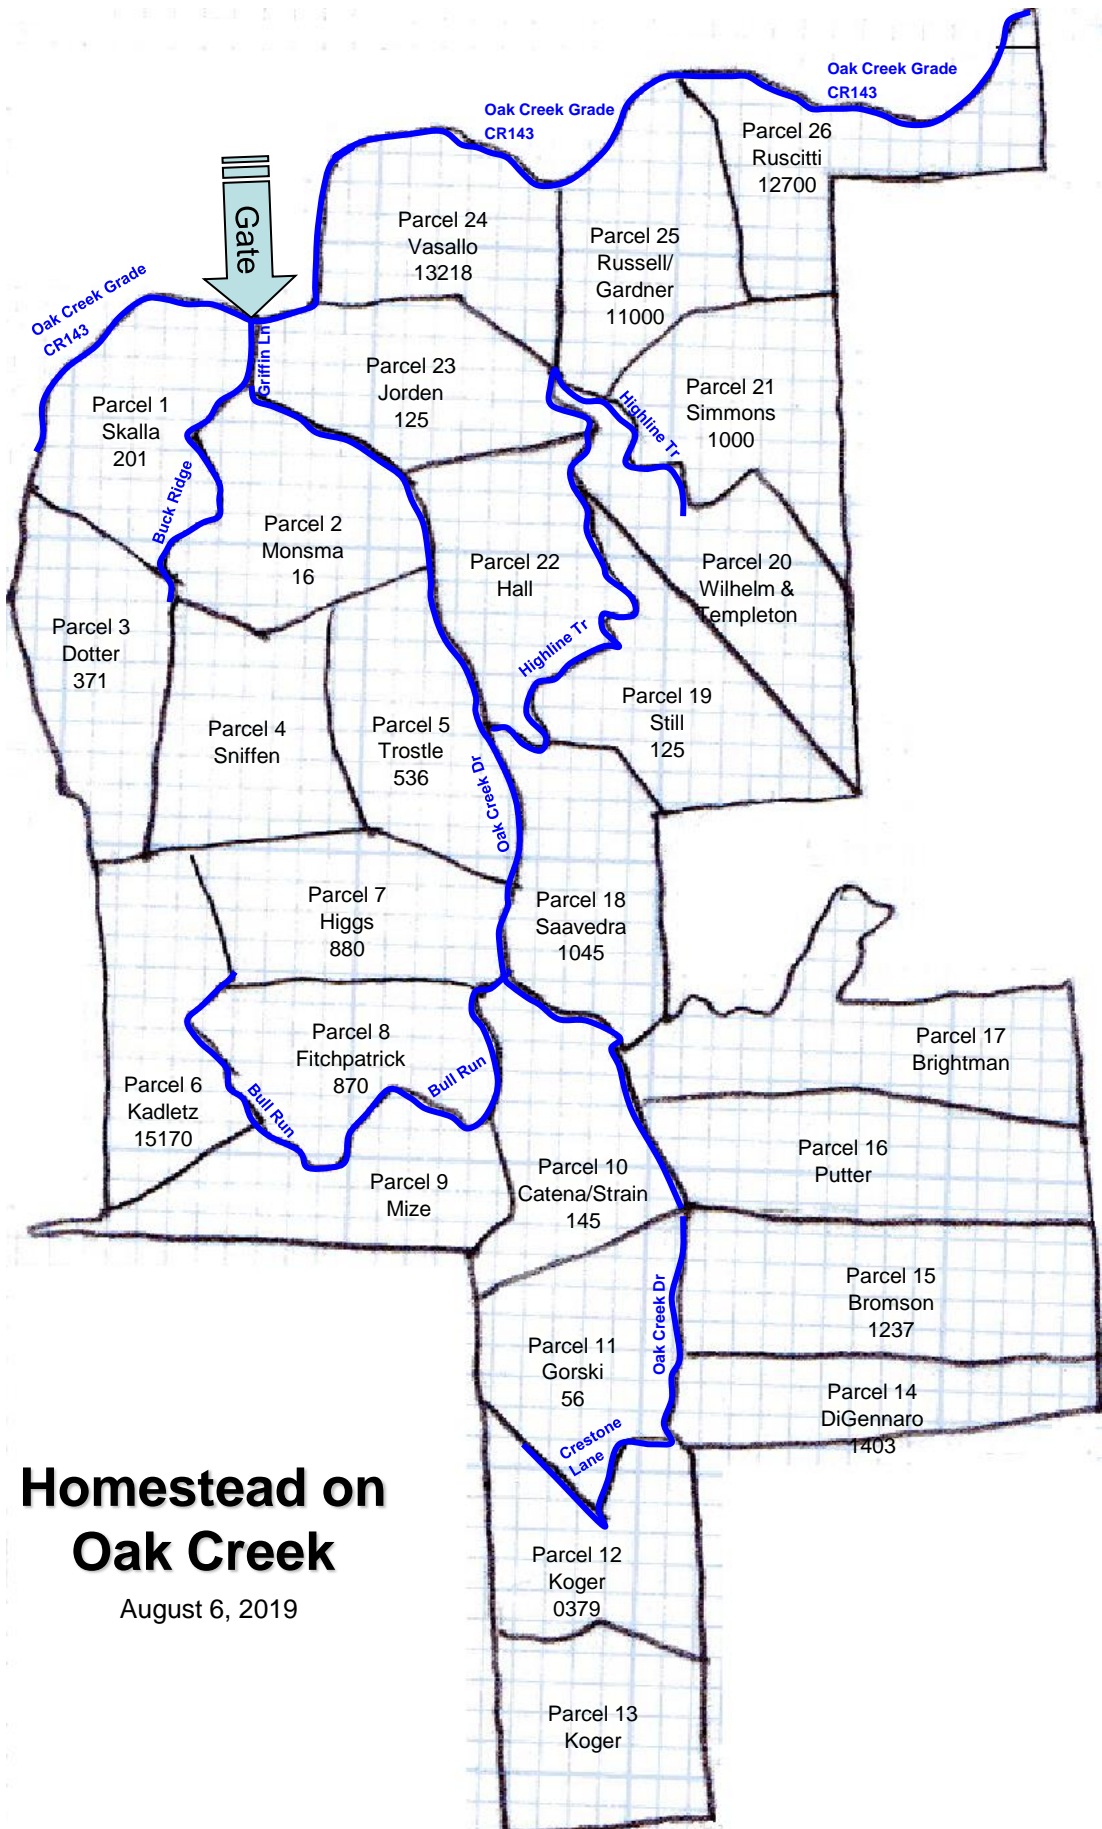 Oak Creek Grade
CR143
Oak Creek Grade
CR143
Parcel 26
Ruscitti
12700
Gate
Parcel 24
Vasallo
13218
Parcel 25
Russell/
Gardner
11000
Oak Creek Grade
CR143
Griffin Ln
Parcel 23
Jorden
125
Parcel 21
Simmons
1000
Highline Tr
Parcel 1
Skalla
201
Buck Ridge
Parcel 2
Monsma
16
Parcel 22
Hall
Parcel 20
Wilhelm &
Templeton
Parcel 3
Dotter
371
Highline Tr
Parcel 4
Sniffen
Parcel 5
Trostle
536
Parcel 19
Still
125
Oak Creek Dr
Parcel 7
Higgs
880
Parcel 18
Saavedra
1045
Parcel 8
Fitchpatrick
870
Bull Run
Bull Run
Parcel 17
Brightman
Parcel 6
Kadletz
15170
Parcel 9
Mize
Parcel 10
Catena/Strain
145
Parcel 16
Putter
Parcel 15
Bromson
1237
Oak Creek Dr
Parcel 11
Gorski
56
Parcel 14
DiGennaro
1403
Crestone
Lane
Homestead on
Oak Creek
August 6, 2019
Parcel 12
Koger
0379
Parcel 13
Koger